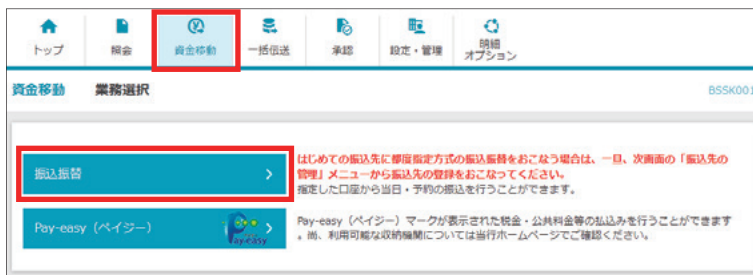 トップ
照会
資金移動
一括伝送
承認
設定・管理
明細
オプション
資金移動 業務選択 BSSK001
振込振替
はじめての振込先に都度指定方式の振込振替をおこなう場合は、一旦、次画面の「振込先の
管理」メニューから振込先の登録をおこなってください。
指定した口座から当日・予約の振込を行うことができます。
Pay-easy（ペイジー）
Pay-easy
Pay-easy（ペイジー）マークが表示された税金・公共料金等の払込みを行うことができます
。尚、利用可能な収納機関については当行ホームページでご確認ください。